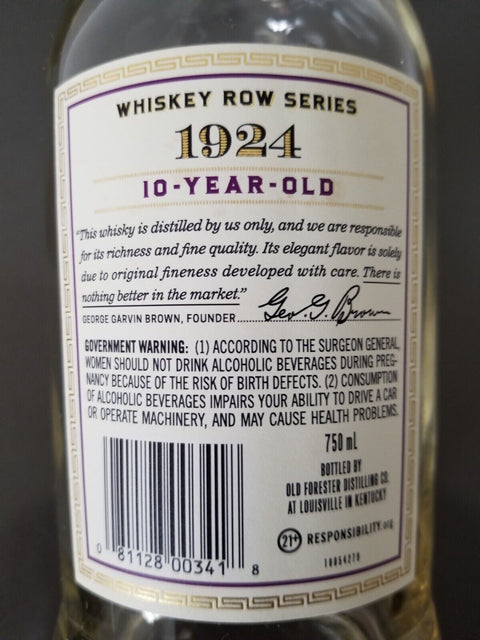 WHISKEY ROW SERIES
1924
10-YEAR-OLD
"This whisky is distilled by us only, and we are responsible
for its richness and fine quality. Its elegant flavor is solely
due to original fineness developed with care. There is
nothing better in the market."
GEORGE GARVIN BROWN, FOUNDER Geo. G. Brown
GOVERNMENT WARNING: (1) ACCORDING TO THE SURGEON GENERAL,
WOMEN SHOULD NOT DRINK ALCOHOLIC BEVERAGES DURING PREG-
NANCY BECAUSE OF THE RISK OF BIRTH DEFECTS. (2) CONSUMPTION
OF ALCOHOLIC BEVERAGES IMPAIRS YOUR ABILITY TO DRIVE A CAR
OR OPERATE MACHINERY, AND MAY CAUSE HEALTH PROBLEMS.
750 mL
BOTTLED BY
OLD FORESTER DISTILLING CO.
AT LOUISVILLE IN KENTUCKY
21+ RESPONSIBILITY.org
10054279
0 81128 00341 8